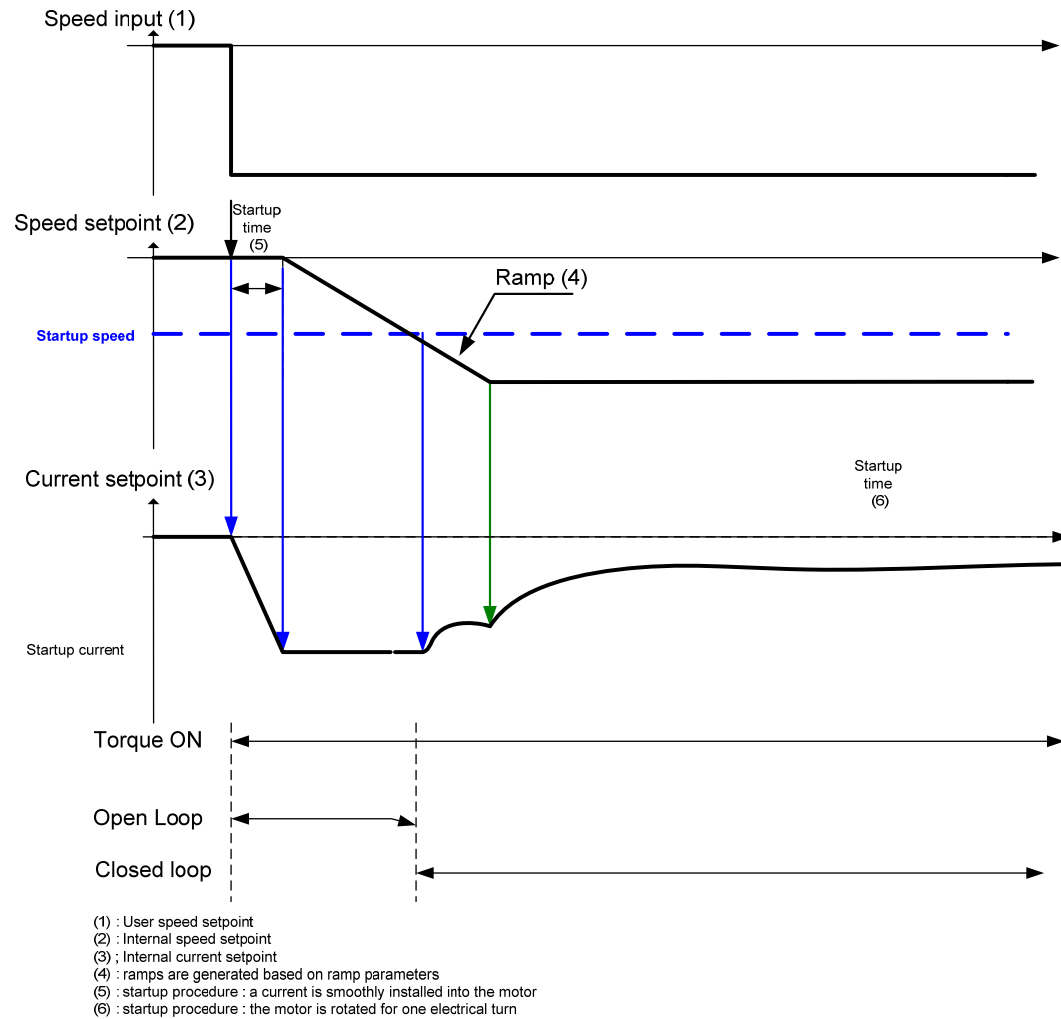 Speed input (1)
Startup
time
(5)
Speed setpoint (2)
Ramp (4)
Startup speed
Startup
time
(6)
Current setpoint (3)
Startup current
Torque ON
Open Loop
Closed loop
(1) : User speed setpoint
(2) : Internal speed setpoint
(3) ; Internal current setpoint
(4) : ramps are generated based on ramp parameters
(5) : startup procedure : a current is smoothly installed into the motor
(6) : startup procedure : the motor is rotated for one electrical turn